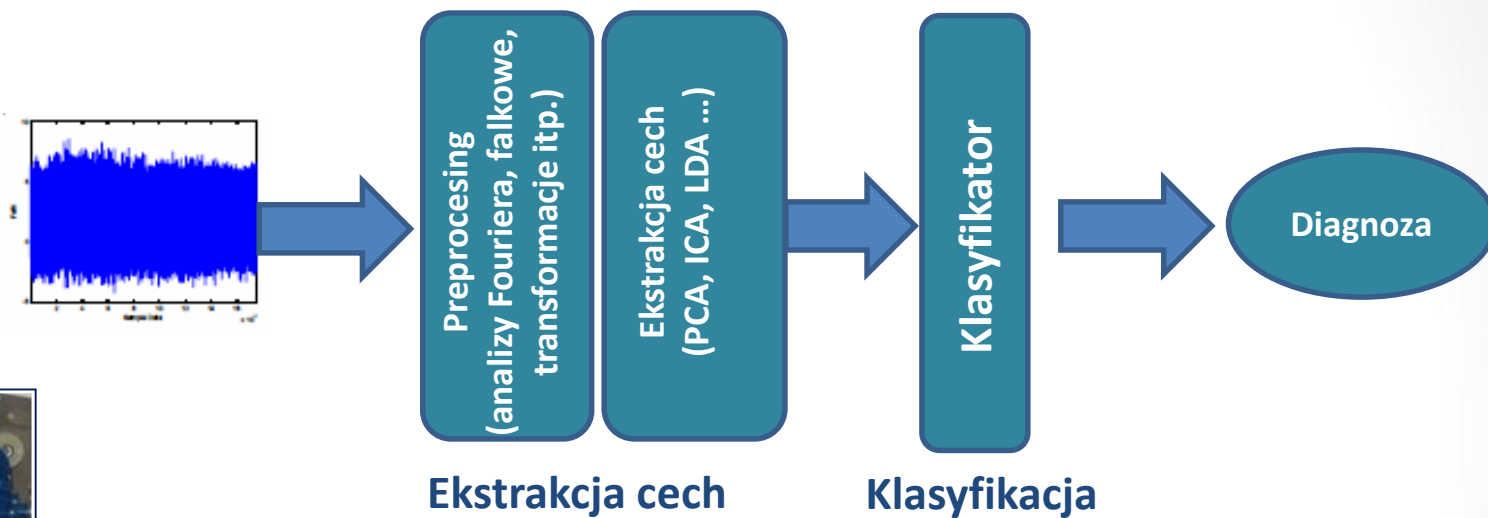 Preprocesing
(analizy Fouriera, falkowe,
transformacje itp.)
Ekstrakcja cech
(PCA, ICA, LDA ...)
Klasyfikator
Diagnoza
Ekstrakcja cech
Klasyfikacja